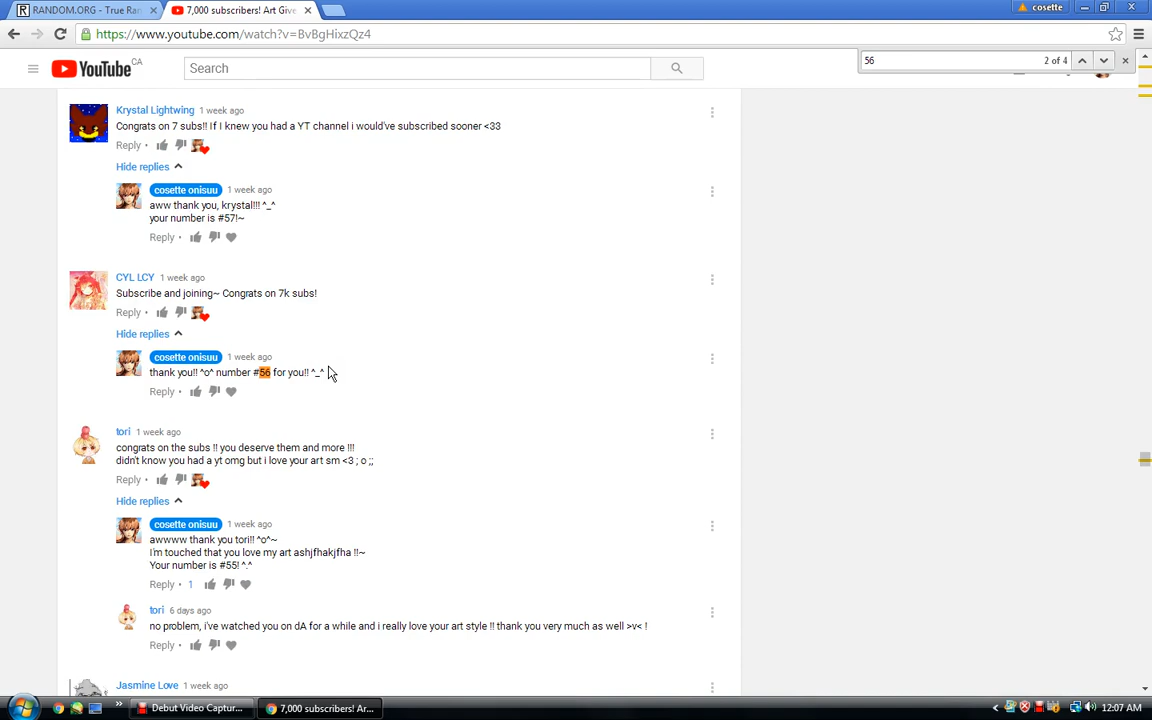 RANDOM.ORG - True Ran
7,000 subscribers! Art Give
cosette
https://www.youtube.com/watch?v=BvBgHixzQz4
56
2 of 4
YouTube CA
Search
Krystal Lightwing 1 week ago
Congrats on 7 subs!! If I knew you had a YT channel i would've subscribed sooner <33
Reply •
Hide replies
cosette onisuu 1 week ago
aww thank you, krystal!!! ^_^
your number is #57!~
Reply •
CYL LCY 1 week ago
Subscribe and joining~ Congrats on 7k subs!
Reply •
Hide replies
cosette onisuu 1 week ago
thank you!! ^o^ number #56 for you!! ^_^
Reply •
tori 1 week ago
congrats on the subs !! you deserve them and more !!!
didn't know you had a yt omg but i love your art sm <3 ; o ;;
Reply •
Hide replies
cosette onisuu 1 week ago
awwww thank you tori!! ^o^~
I'm touched that you love my art ashjfhakjfha !!~
Your number is #55! ^.^
Reply • 1
tori 6 days ago
no problem, i've watched you on dA for a while and i really love your art style !! thank you very much as well >v< !
Reply •
Jasmine Love 1 week ago
Debut Video Captur...
7,000 subscribers! Ar...
12:07 AM